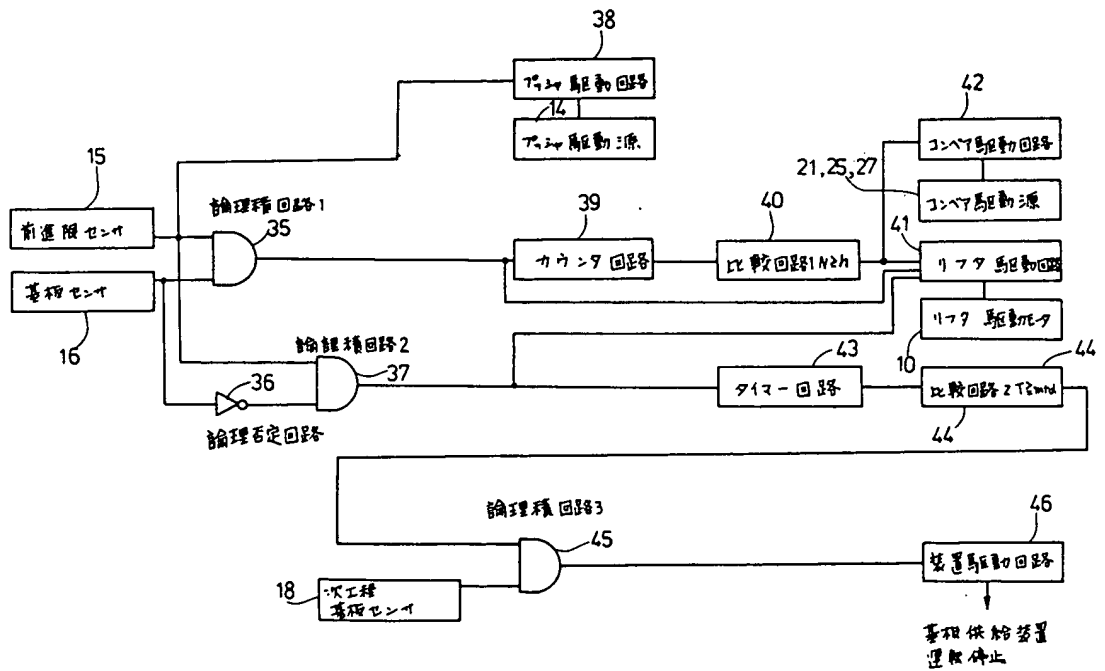 38
プッシャ駆動回路
14
プッシャ駆動源
42
コンベア駆動回路
21,25,27
コンベア駆動源
15
前進限センサ
論理積回路1
35
39
カウンタ回路
40
比較回路1 N≧h
41
リフタ駆動回路
基板センサ
16
リフタ 駆動モータ
10
論理積回路2
37
36
論理否定回路
43
タイマー回路
44
比較回路2
44
論理積回路3
45
46
装置駆動回路
18
次工程
基板センサ
基板供給装置
運転停止